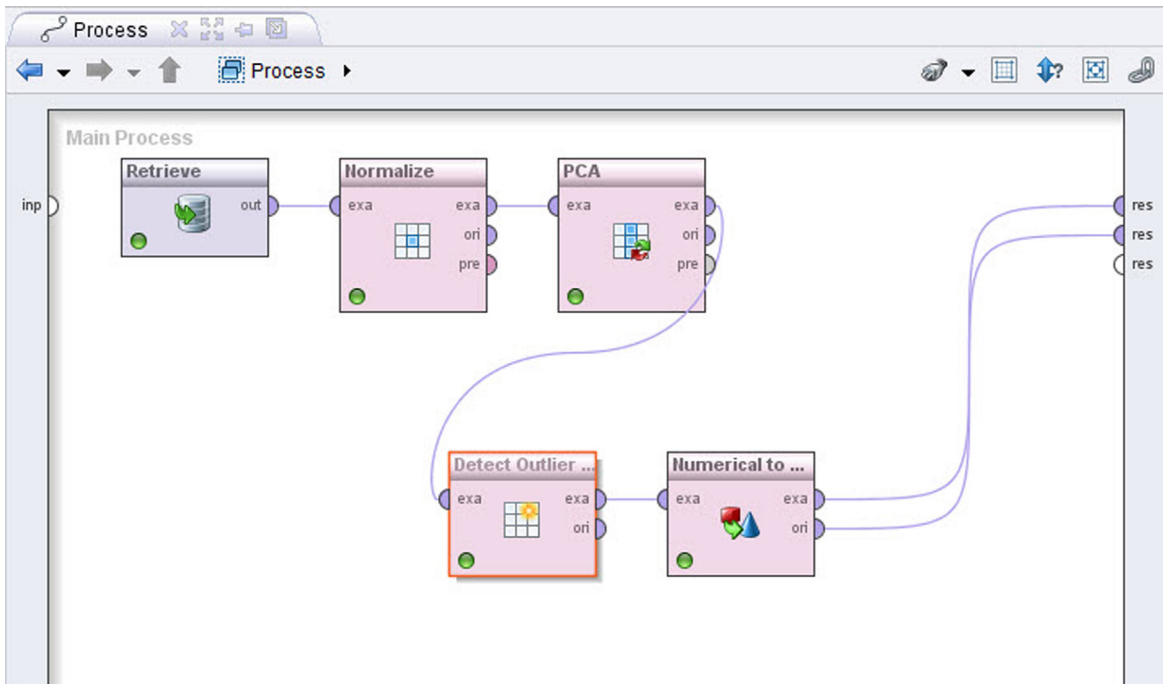 Process
Process
Main Process
Retrieve
Normalize
PCA
inp
out
exa
exa
exa
exa
res
ori
ori
res
pre
pre
res
Detect Outlier ...
Numerical to ...
exa
exa
exa
exa
ori
ori